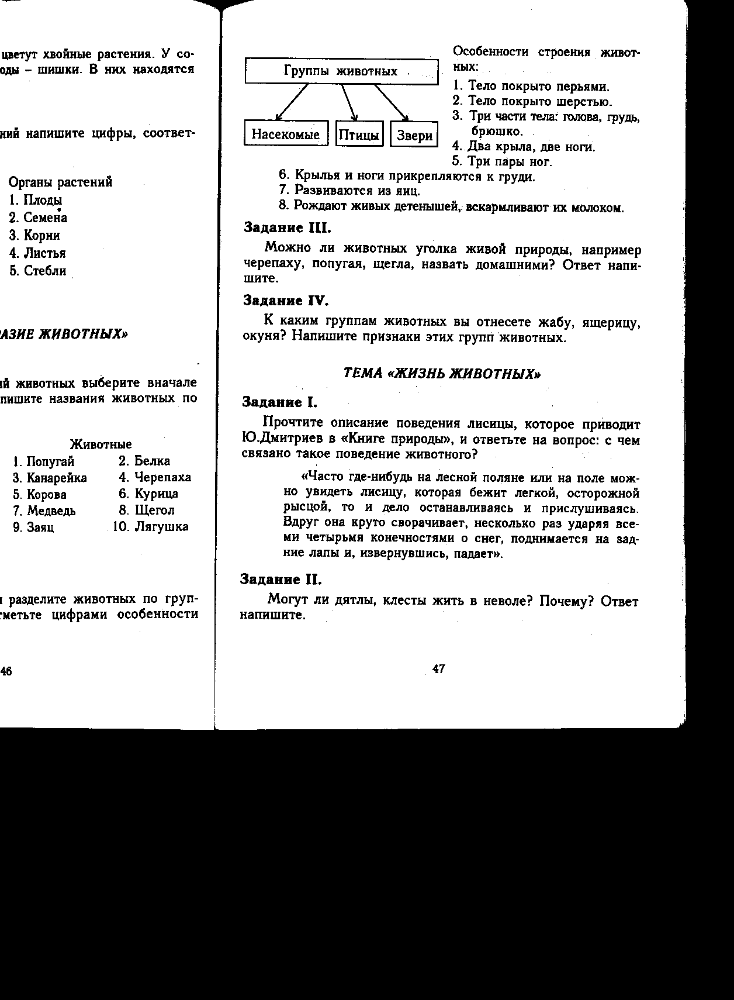 цветут хвойные растения. У со-
оды – шишки. В них находятся
ний напишите цифры, соответ-
Органы растений
1. Плоды
2. Семена
3. Корни
4. Листья
5. Стебли
АЗИЕ ЖИВОТНЫХ»
ий животных выберите вначале
пишите названия животных по
Животные
1. Попугай 2. Белка
3. Канарейка 4. Черепаха
5. Корова 6. Курица
7. Медведь 8. Щегол
9. Заяц 10. Лягушка
разделите животных по груп-
тметьте цифрами особенности
46
Группы животных
Насекомые Птицы Звери
Особенности строения живот-
ных:
1. Тело покрыто перьями.
2. Тело покрыто шерстью.
3. Три части тела: голова, грудь,
брюшко.
4. Два крыла, две ноги.
5. Три пары ног.
6. Крылья и ноги прикрепляются к груди.
7. Развиваются из яиц.
8. Рождают живых детенышей, вскармливают их молоком.
Задание III.
Можно ли животных уголка живой природы, например
черепаху, попугая, щегла, назвать домашними? Ответ напи-
шите.
Задание IV.
К каким группам животных вы отнесете жабу, ящерицу,
окуня? Напишите признаки этих групп животных.
ТЕМА «ЖИЗНЬ ЖИВОТНЫХ»
Задание I.
Прочтите описание поведения лисицы, которое приводит
Ю.Дмитриев в «Книге природы», и ответьте на вопрос: с чем
связано такое поведение животного?
«Часто где-нибудь на лесной поляне или на поле мож-
но увидеть лисицу, которая бежит легкой, осторожной
рысцой, то и дело останавливаясь и прислушиваясь.
Вдруг она круто сворачивает, несколько раз ударяя все-
ми четырьмя конечностями о снег, поднимается на зад-
ние лапы и, извернувшись, падает».
Задание II.
Могут ли дятлы, клесты жить в неволе? Почему? Ответ
напишите.
47